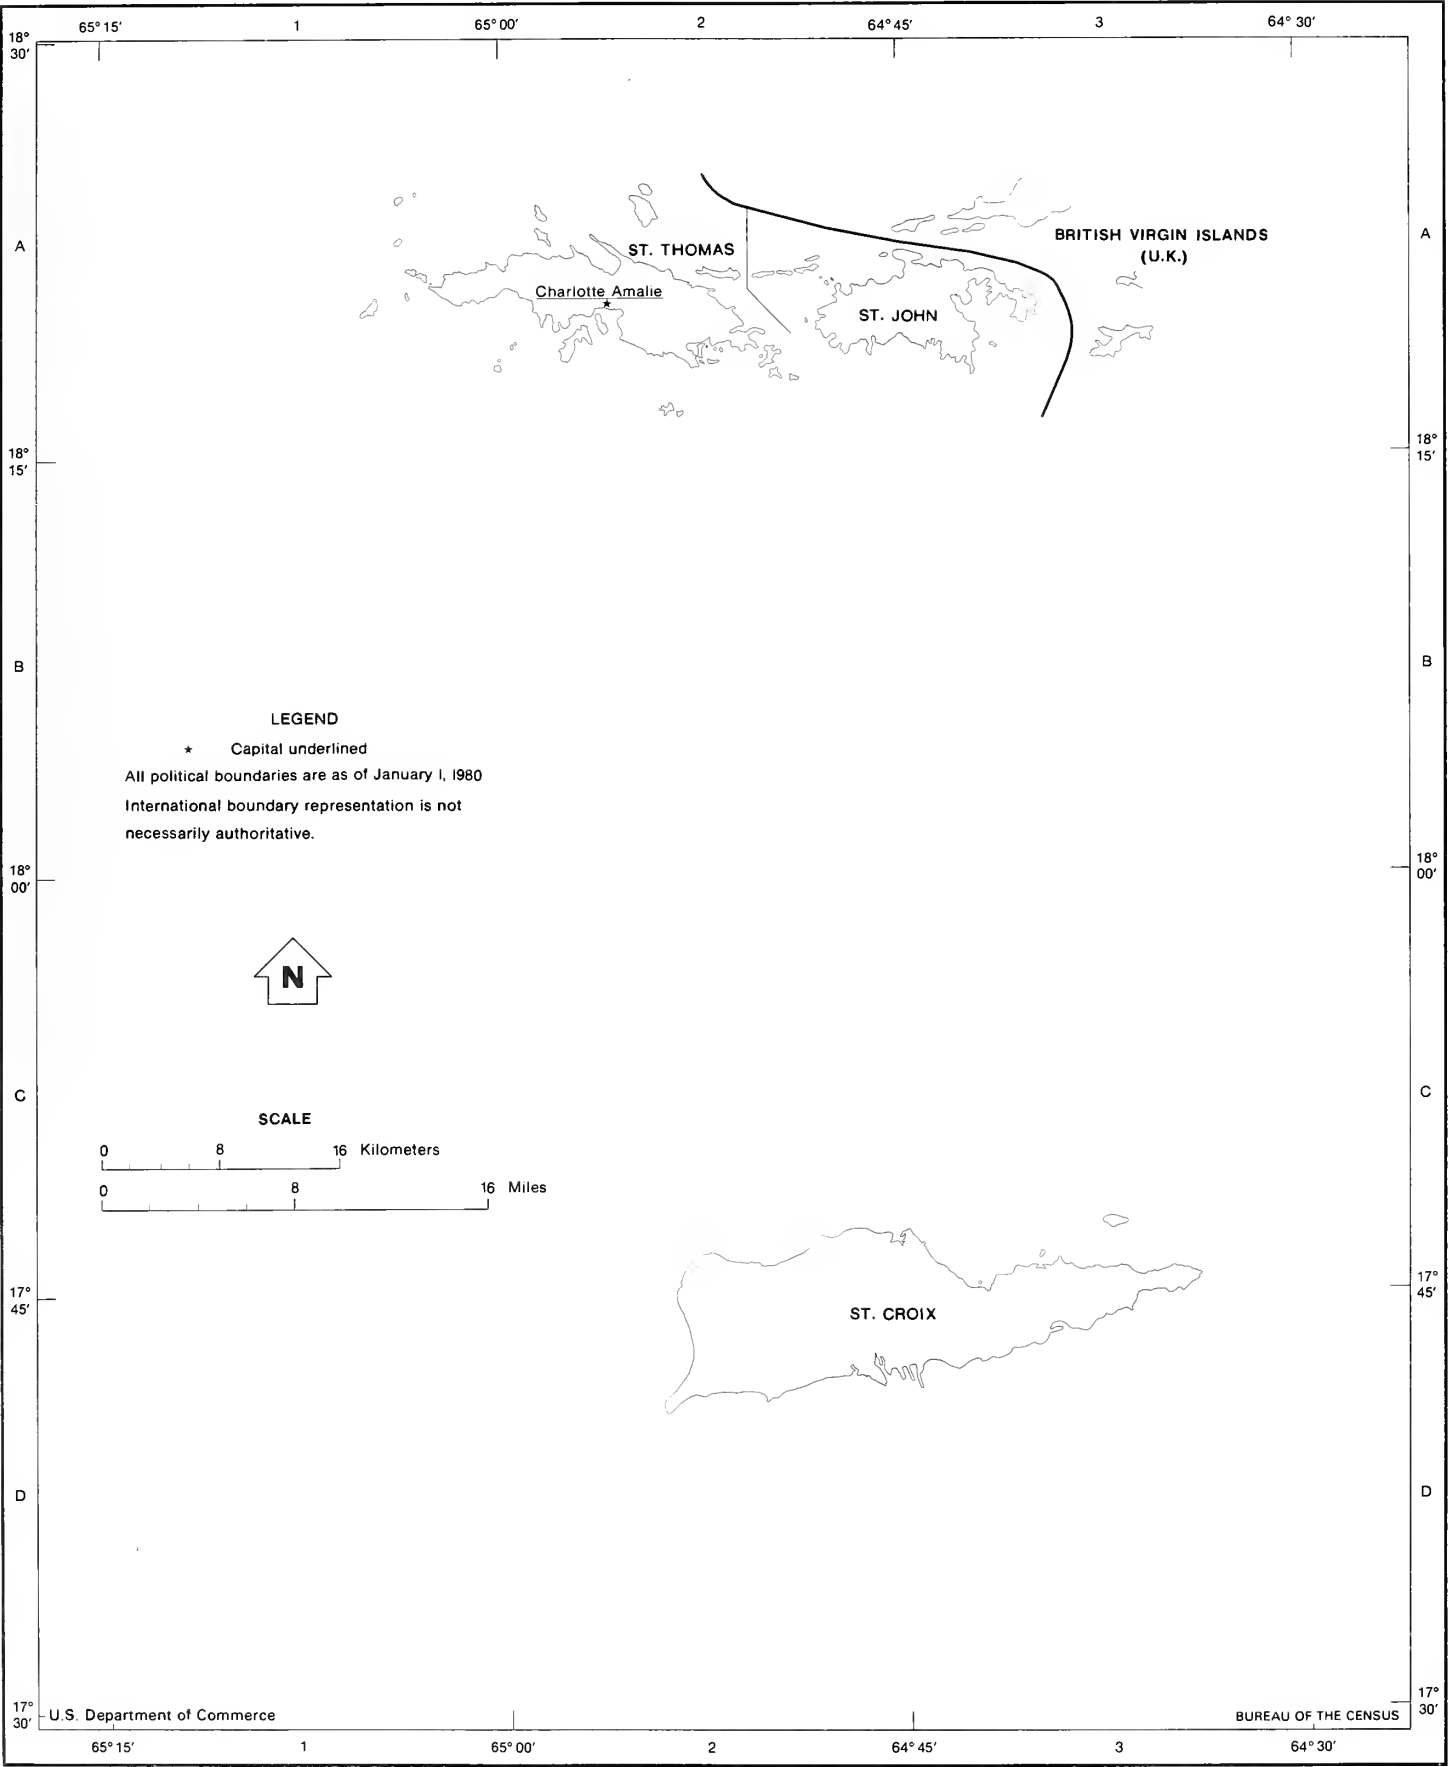 65° 15′ 1 65° 00′ 2 64° 45′ 3 64° 30′
18°
30′
A
ST. THOMAS
BRITISH VIRGIN ISLANDS
(U.K.)
A
Charlotte Amalie
ST. JOHN
18°
15′
18°
15′
B
B
LEGEND
★ Capital underlined
All political boundaries are as of January 1, 1980
International boundary representation is not
necessarily authoritative.
18°
00′
18°
00′
N
C
C
SCALE
0 8 16 Kilometers
0 8 16 Miles
17°
45′
17°
45′
ST. CROIX
D
D
17°
30′
17°
30′
U.S. Department of Commerce
BUREAU OF THE CENSUS
65° 15′ 1 65° 00′ 2 64° 45′ 3 64° 30′